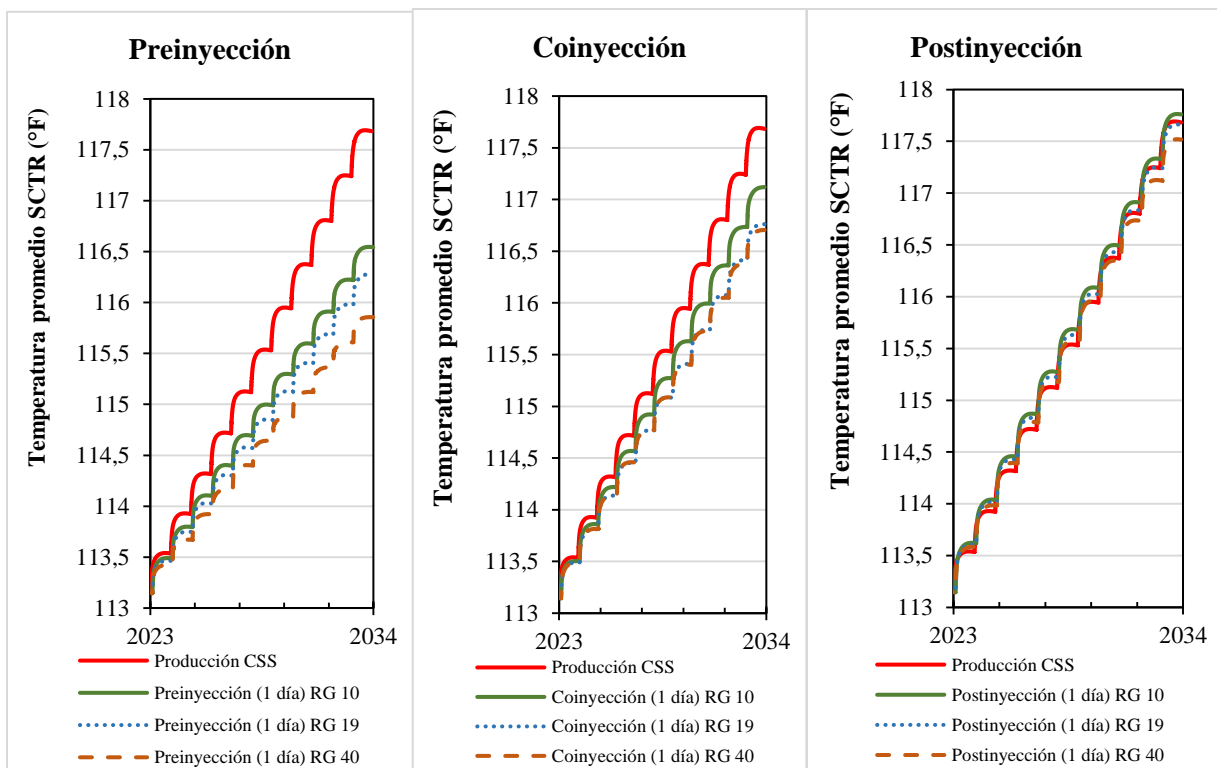 Preinyección
Temperatura promedio SCTR (°F)
118
117,5
117
116,5
116
115,5
115
114,5
114
113,5
113
2023
2034
Producción CSS
Preinyección (1 día) RG 10
Preinyección (1 día) RG 19
Preinyección (1 día) RG 40
Coinyección
Temperatura promedio SCTR (°F)
118
117,5
117
116,5
116
115,5
115
114,5
114
113,5
113
2023
2034
Producción CSS
Coinyección (1 día) RG 10
Coinyección (1 día) RG 19
Coinyección (1 día) RG 40
Postinyección
Temperatura promedio SCTR (°F)
118
117,5
117
116,5
116
115,5
115
114,5
114
113,5
113
2023
2034
Producción CSS
Postinyección (1 día) RG 10
Postinyección (1 día) RG 19
Postinyección (1 día) RG 40